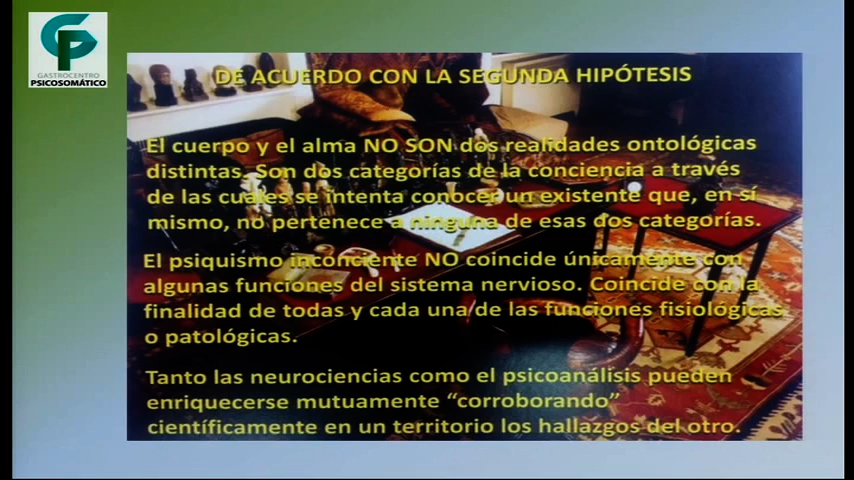 GP
GASTROCENTRO
PSICOSOMÁTICO
DE ACUERDO CON LA SEGUNDA HIPÓTESIS
El cuerpo y el alma NO SON dos realidades ontológicas
distintas. Son dos categorías de la conciencia a través
de las cuales se intenta conocer un existente que, en sí
mismo, no pertenece a ninguna de esas dos categorías.
El psiquismo inconciente NO coincide únicamente con
algunas funciones del sistema nervioso. Coincide con la
finalidad de todas y cada una de las funciones fisiológicas
o patológicas.
Tanto las neurociencias como el psicoanálisis pueden
enriquecerse mutuamente “corroborando”
científicamente en un territorio los hallazgos del otro.